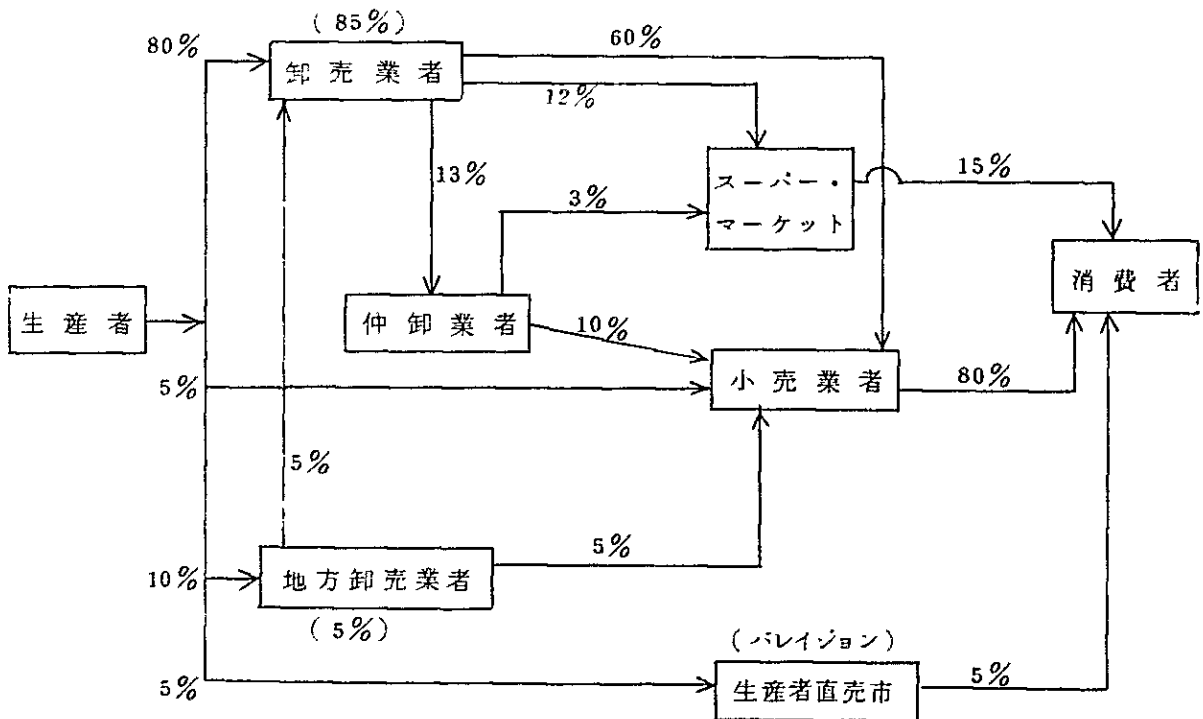 (85%)
80%
卸売業者
60%
12%
13%
スーパー・
マーケット
15%
3%
消費者
生産者
仲卸業者
10%
小売業者
80%
5%
5%
5%
10%
地方卸売業者
(5%)
(バレイジョン)
5%
生産者直売市
5%